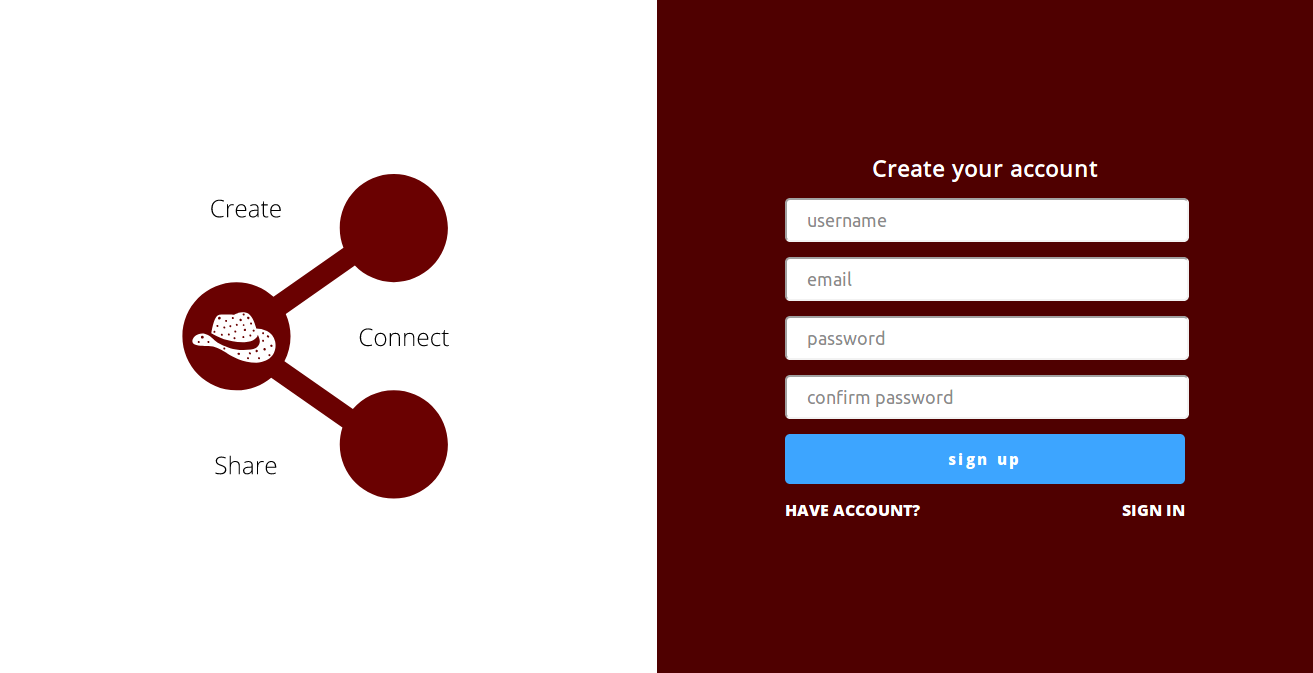 Create
Connect
Share
Create your account
username
email
password
confirm password
sign up
HAVE ACCOUNT?
SIGN IN